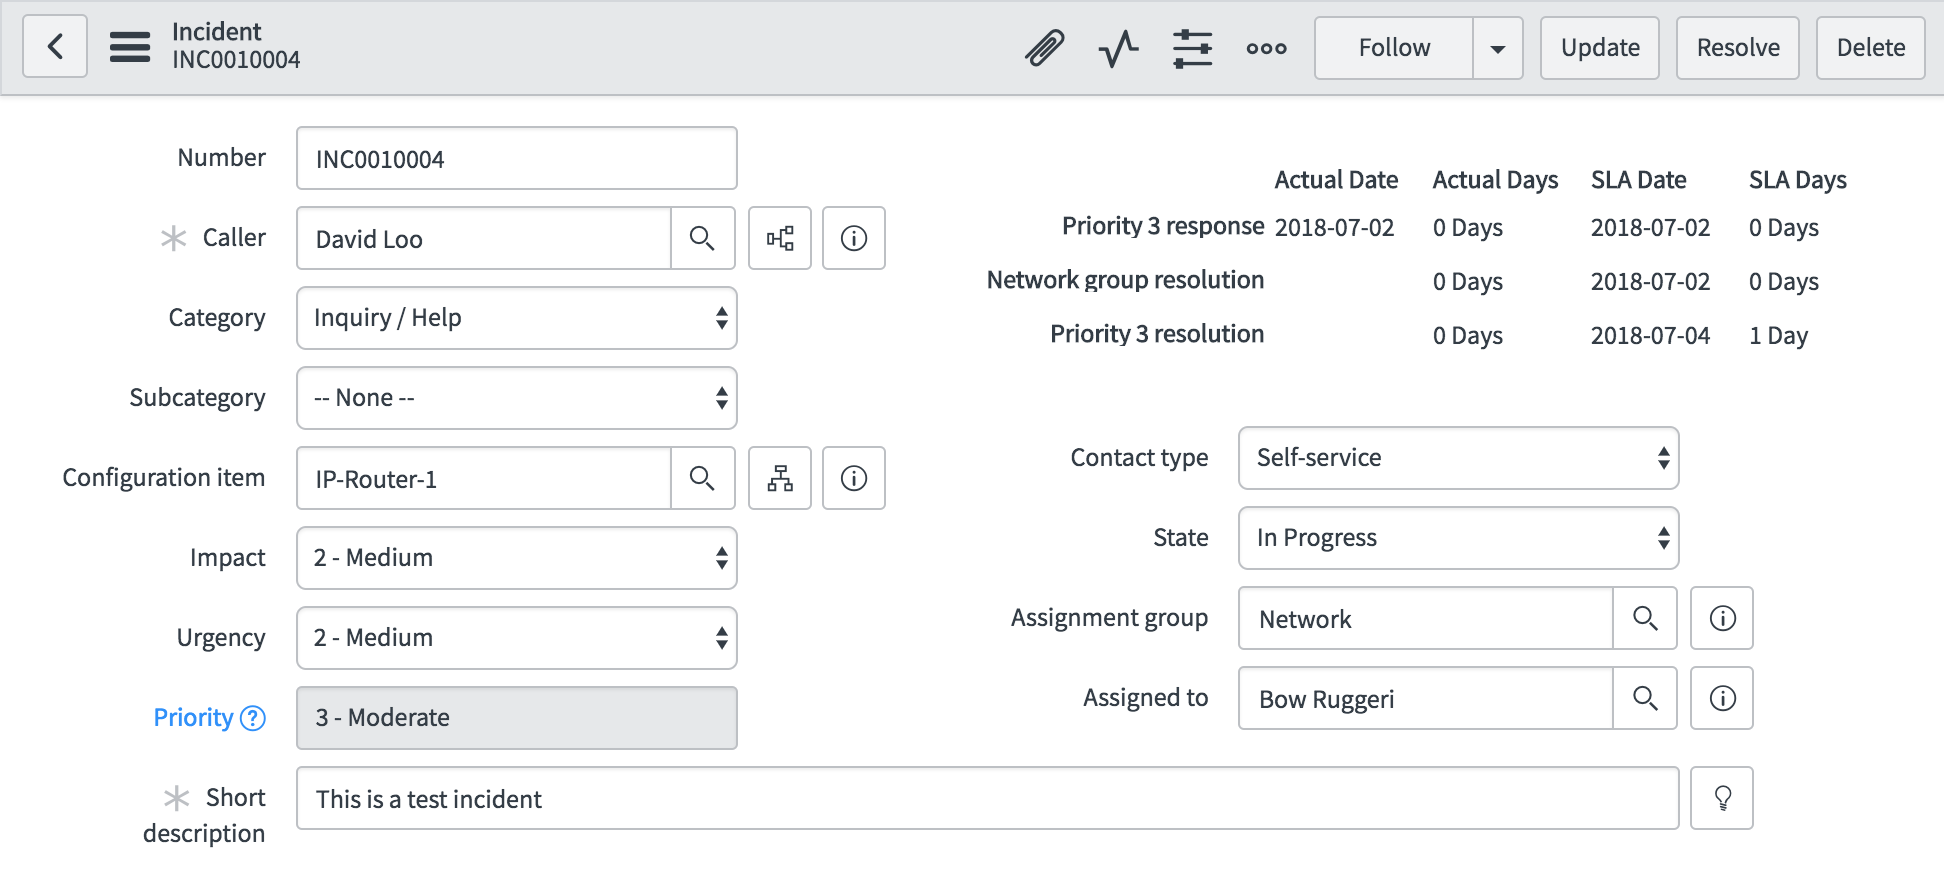 Incident
INC0010004
Follow
Update
Resolve
Delete
Number
INC0010004
Caller
David Loo
Category
Inquiry / Help
Subcategory
-- None --
Configuration item
IP-Router-1
Impact
2 - Medium
Urgency
2 - Medium
Priority ?
3 - Moderate
Actual Date Actual Days SLA Date SLA Days
Priority 3 response 2018-07-02 0 Days 2018-07-02 0 Days
Network group resolution 0 Days 2018-07-02 0 Days
Priority 3 resolution 0 Days 2018-07-04 1 Day
Contact type
Self-service
State
In Progress
Assignment group
Network
Assigned to
Bow Ruggeri
Short
description
This is a test incident